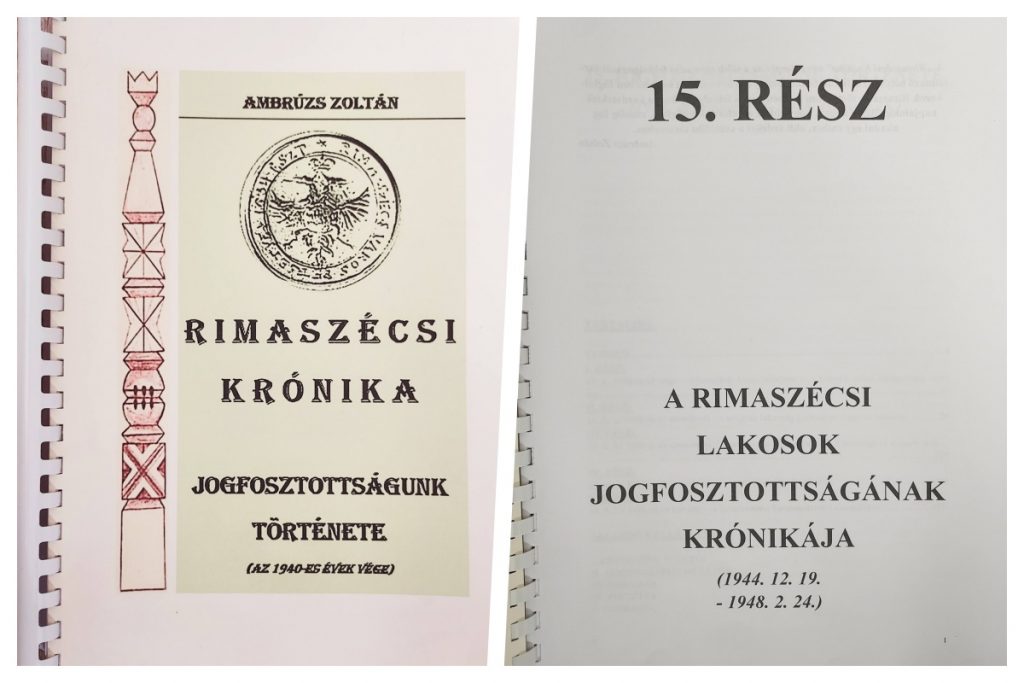 AMBRÚZS ZOLTÁN
RIMASZÉCSI
KRÓNIKA
JOGFOSZTOTTSÁGUNK
TÖRTÉNETE
(AZ 1940-ES ÉVEK VÉGE)
15. RÉSZ
A RIMASZÉCSI
LAKOSOK
JOGFOSZTOTTSÁGÁNAK
KRÓNIKÁJA
(1944. 12. 19.
- 1948. 2. 24.)